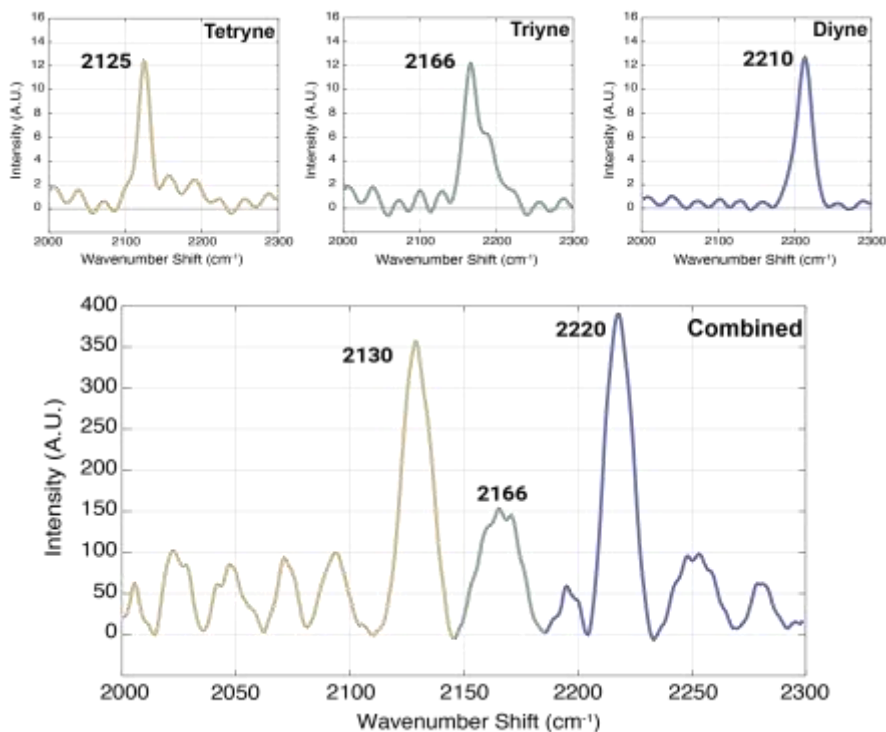 Tetryne
2125
16
14
12
10
8
6
4
2
0
Intensity (A.U.)
2000 2100 2200 2300
Wavenumber Shift (cm⁻¹)
Triyne
2166
16
14
12
10
8
6
4
2
0
Intensity (A.U.)
2000 2100 2200 2300
Wavenumber Shift (cm⁻¹)
Diyne
2210
16
14
12
10
8
6
4
2
0
Intensity (A.U.)
2000 2100 2200 2300
Wavenumber Shift (cm⁻¹)
Combined
2130
2166
2220
400
350
300
250
200
150
100
50
0
Intensity (A.U.)
2000 2050 2100 2150 2200 2250 2300
Wavenumber Shift (cm⁻¹)